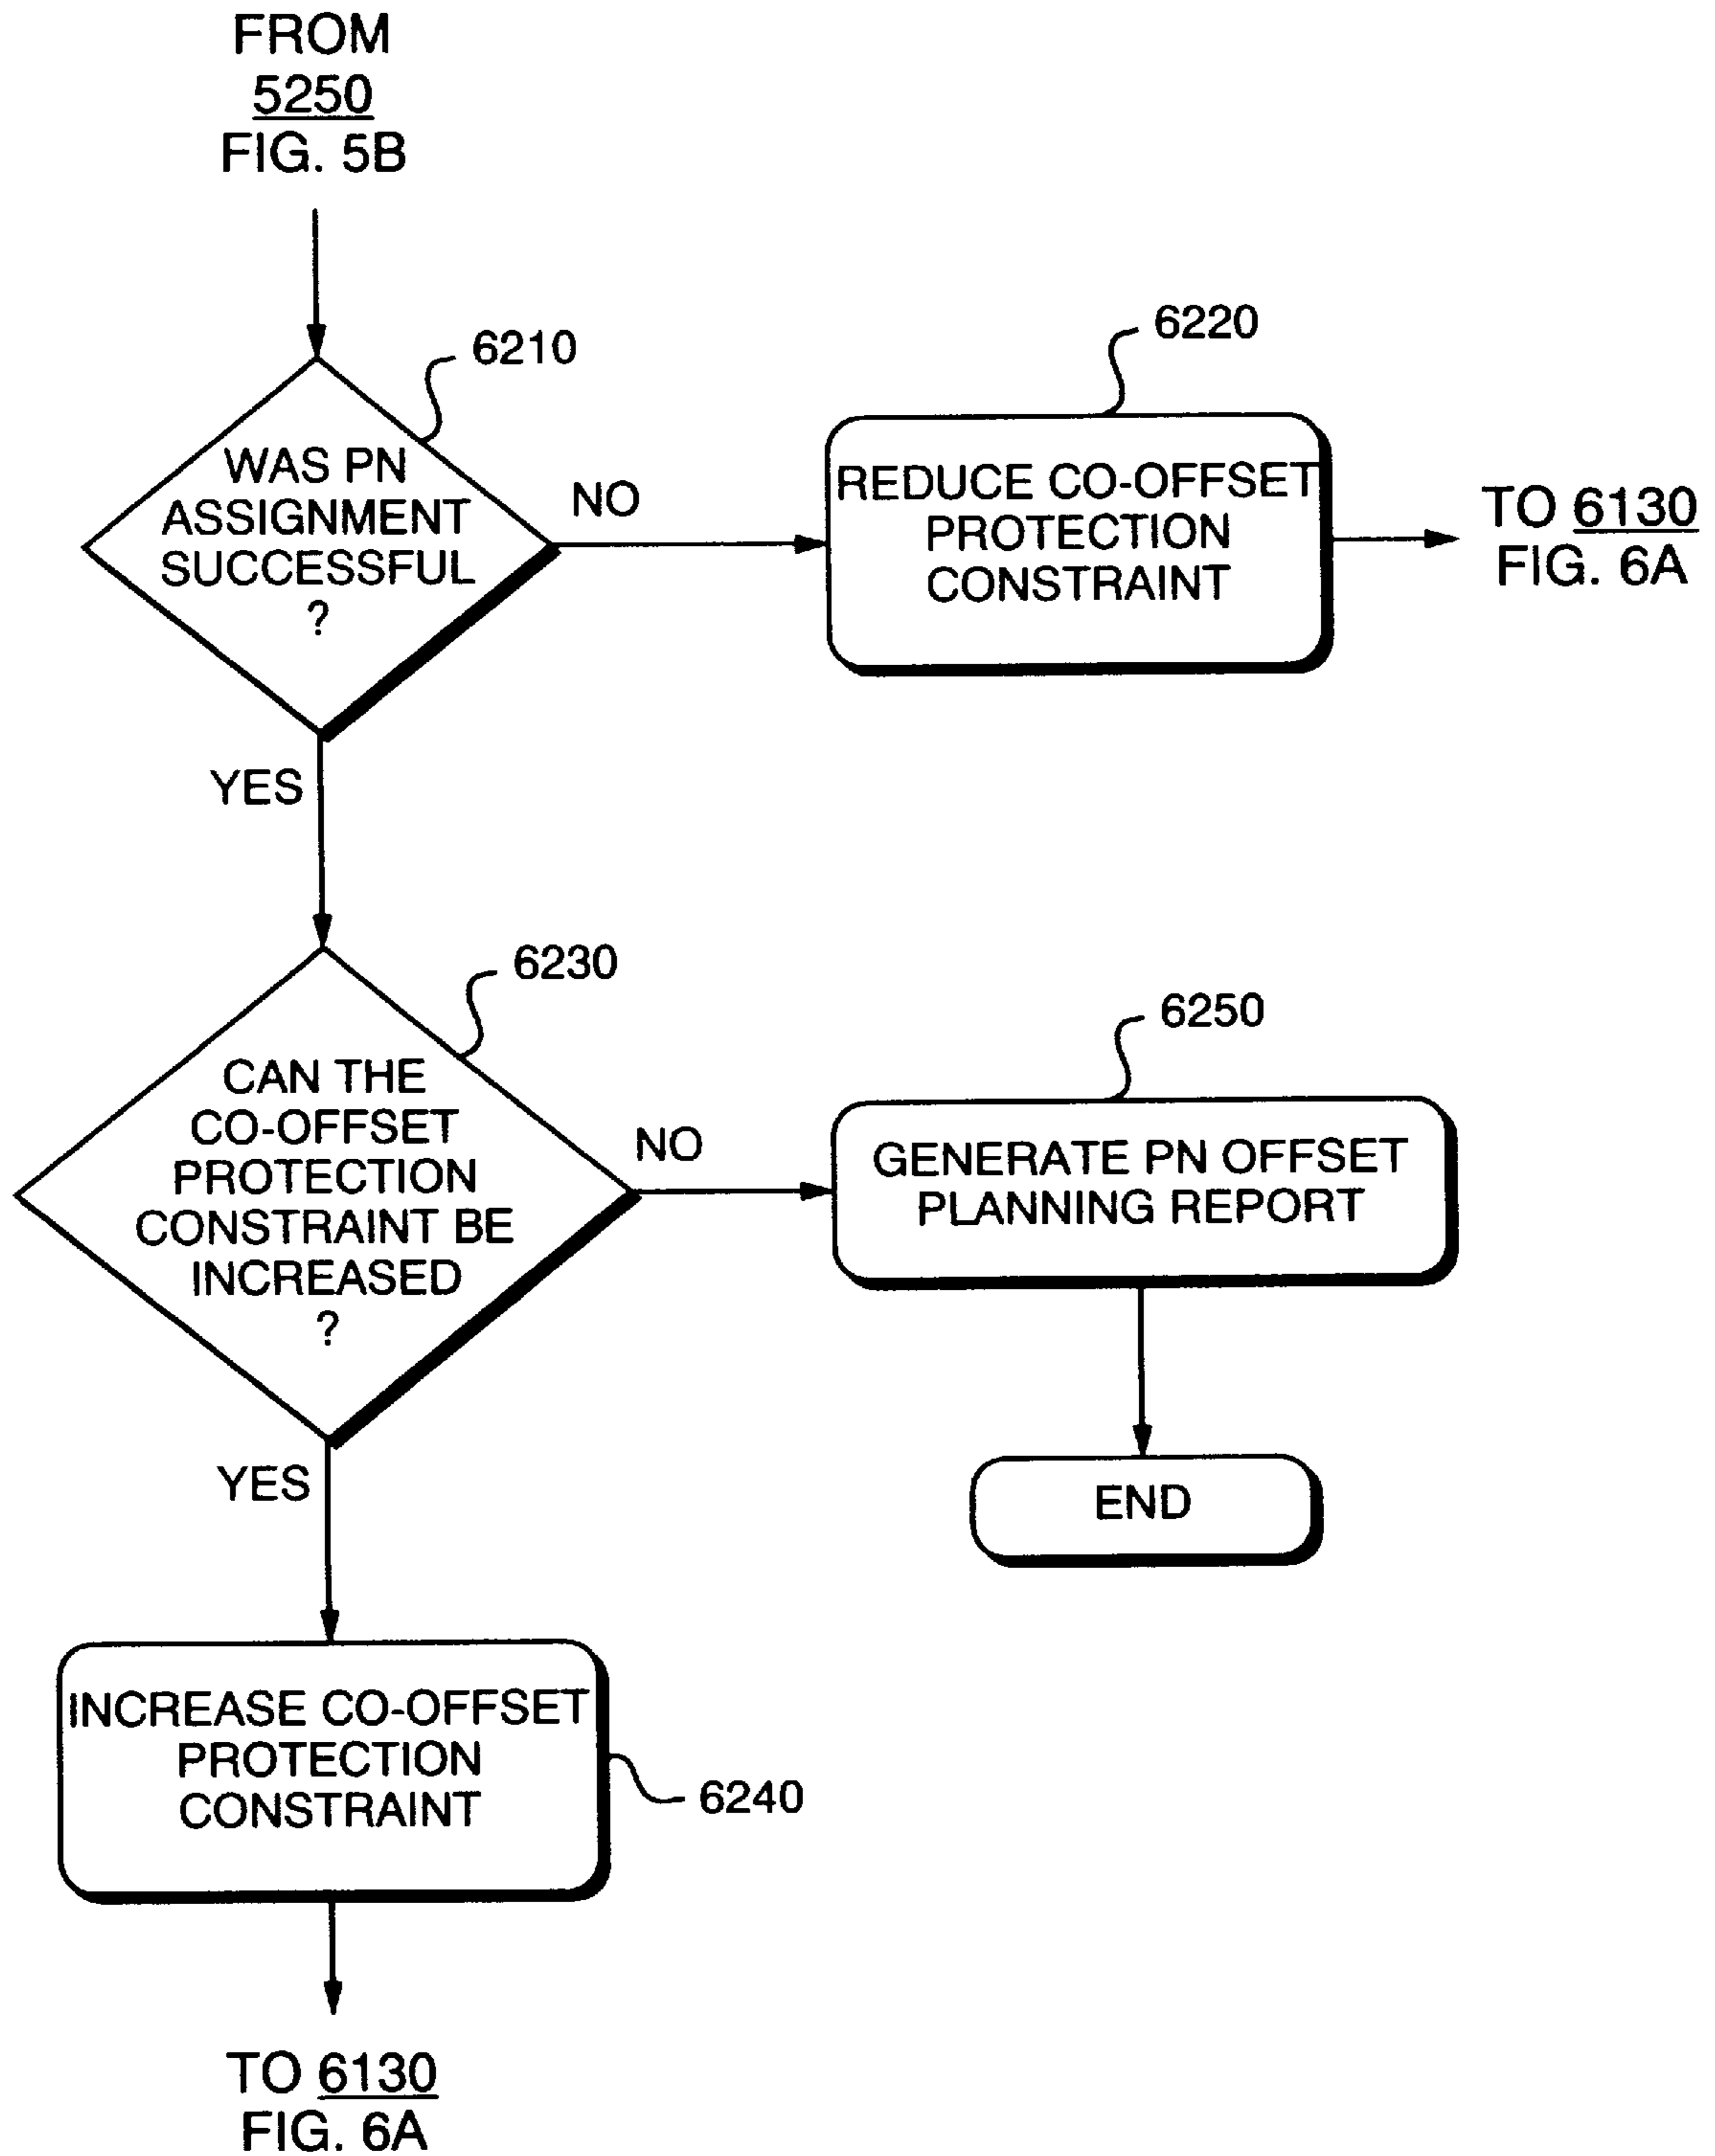 FROM
5250
FIG. 5B
6210
WAS PN
ASSIGNMENT
SUCCESSFUL
?
NO
6220
REDUCE CO-OFFSET
PROTECTION
CONSTRAINT
TO 6130
FIG. 6A
YES
6230
CAN THE
CO-OFFSET
PROTECTION
CONSTRAINT BE
INCREASED
?
NO
6250
GENERATE PN OFFSET
PLANNING REPORT
END
YES
INCREASE CO-OFFSET
PROTECTION
CONSTRAINT
6240
TO 6130
FIG. 6A